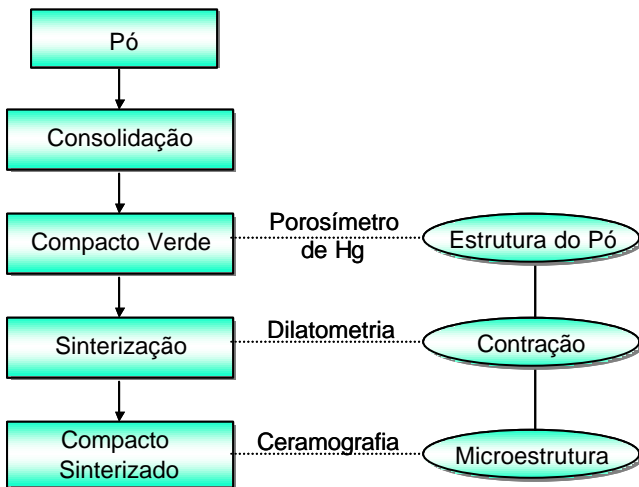 Pó
Consolidação
Compacto Verde
Porosímetro
de Hg
Estrutura do Pó
Sinterização
Dilatometria
Contração
Compacto
Sinterizado
Ceramografia
Microestrutura